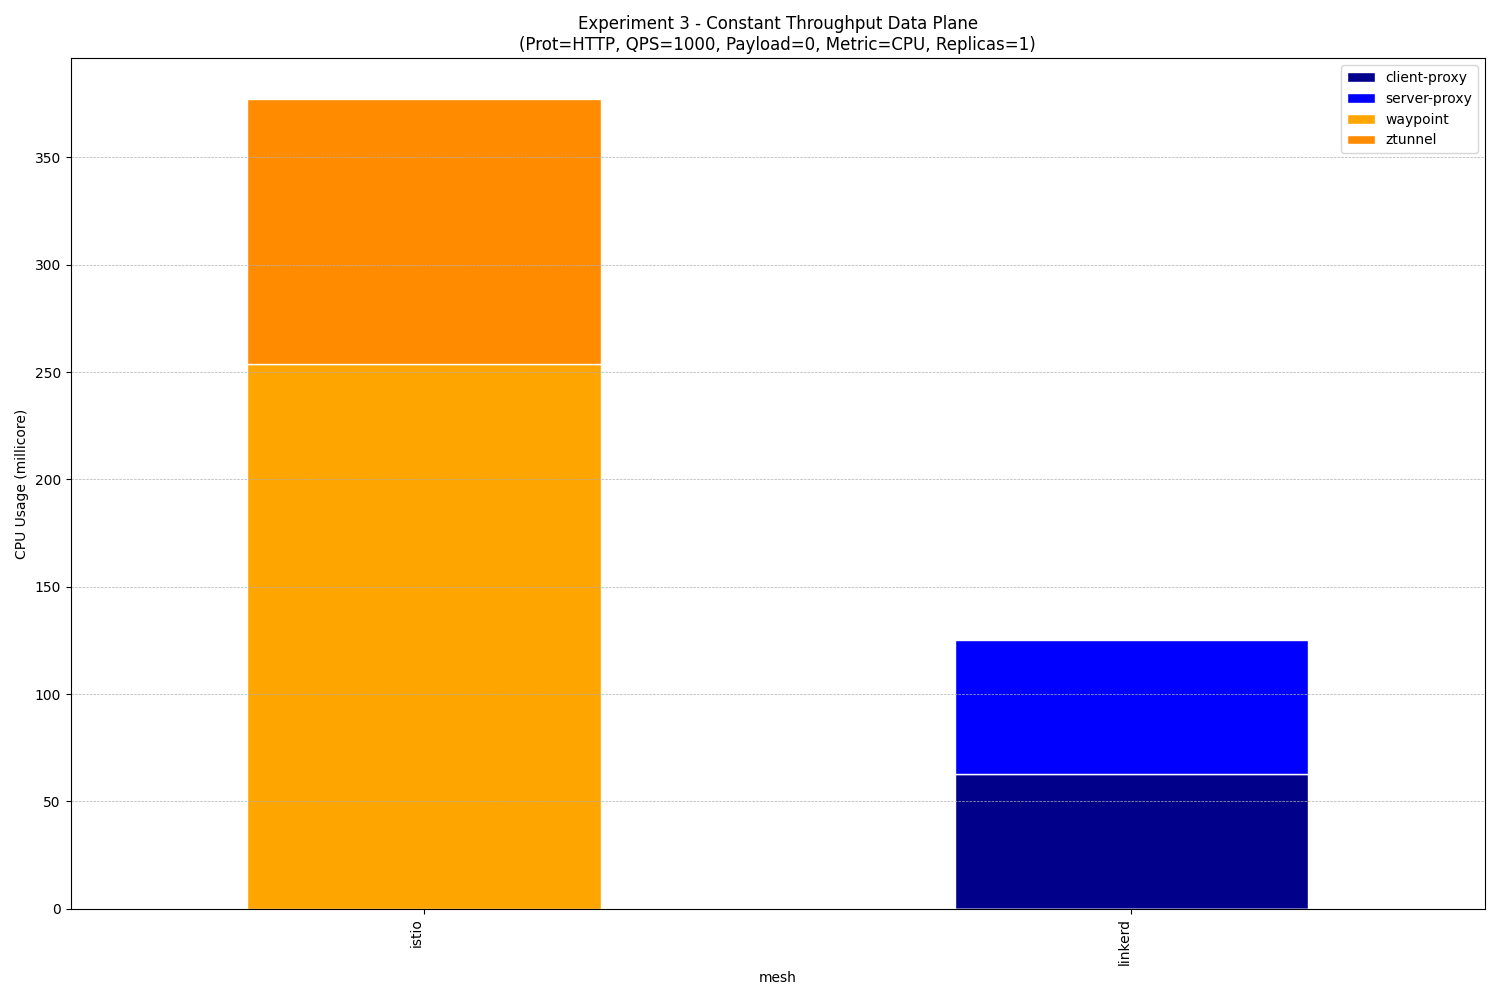 Experiment 3 - Constant Throughput Data Plane
(Prot=HTTP, QPS=1000, Payload=0, Metric=CPU, Replicas=1)
client-proxy
server-proxy
waypoint
ztunnel
CPU Usage (millicore)
350
300
250
200
150
100
50
0
istio
linkerd
mesh